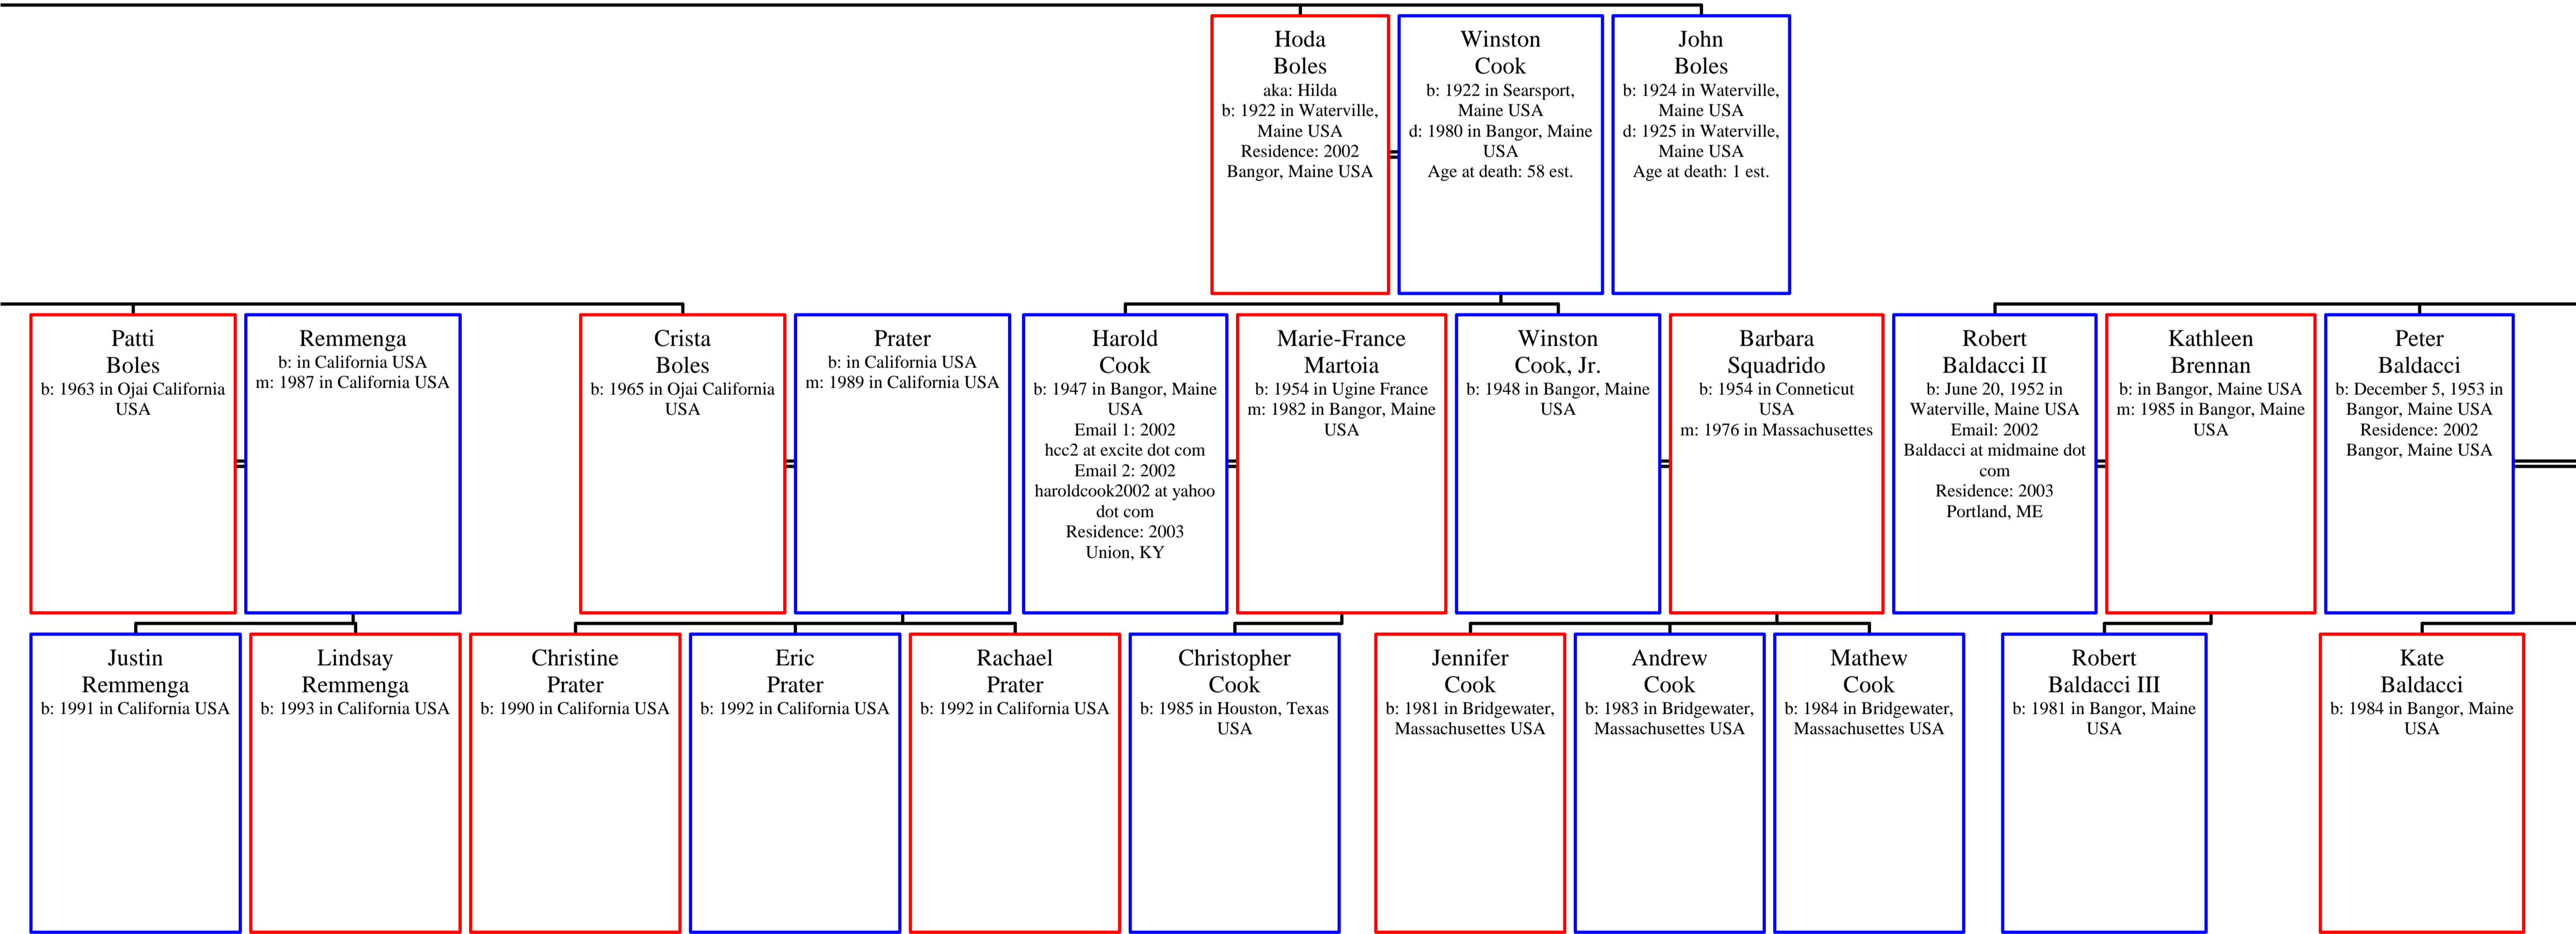 Hoda
Boles
aka: Hilda
b: 1922 in Waterville,
Maine USA
Residence: 2002
Bangor, Maine USA
Winston
Cook
b: 1922 in Searsport,
Maine USA
d: 1980 in Bangor, Maine
USA
Age at death: 58 est.
John
Boles
b: 1924 in Waterville,
Maine USA
d: 1925 in Waterville,
Maine USA
Age at death: 1 est.
Patti
Boles
b: 1963 in Ojai California
USA
Remmenga
b: in California USA
m: 1987 in California USA
Crista
Boles
b: 1965 in Ojai California
USA
Prater
b: in California USA
m: 1989 in California USA
Harold
Cook
b: 1947 in Bangor, Maine
USA
Email 1: 2002
hcc2 at excite dot com
Email 2: 2002
haroldcook2002 at yahoo
dot com
Residence: 2003
Union, KY
Marie-France
Martoia
b: 1954 in Ugine France
m: 1982 in Bangor, Maine
USA
Winston
Cook, Jr.
b: 1948 in Bangor, Maine
USA
Barbara
Squadrido
b: 1954 in Conneticut
USA
m: 1976 in Massachusettes
Robert
Baldacci II
b: June 20, 1952 in
Waterville, Maine USA
Email: 2002
Baldacci at midmaine dot
com
Residence: 2003
Portland, ME
Kathleen
Brennan
b: in Bangor, Maine USA
m: 1985 in Bangor, Maine
USA
Peter
Baldacci
b: December 5, 1953 in
Bangor, Maine USA
Residence: 2002
Bangor, Maine USA
Justin
Remmenga
b: 1991 in California USA
Lindsay
Remmenga
b: 1993 in California USA
Christine
Prater
b: 1990 in California USA
Eric
Prater
b: 1992 in California USA
Rachael
Prater
b: 1992 in California USA
Christopher
Cook
b: 1985 in Houston, Texas
USA
Jennifer
Cook
b: 1981 in Bridgewater,
Massachusettes USA
Andrew
Cook
b: 1983 in Bridgewater,
Massachusettes USA
Mathew
Cook
b: 1984 in Bridgewater,
Massachusettes USA
Robert
Baldacci III
b: 1981 in Bangor, Maine
USA
Kate
Baldacci
b: 1984 in Bangor, Maine
USA